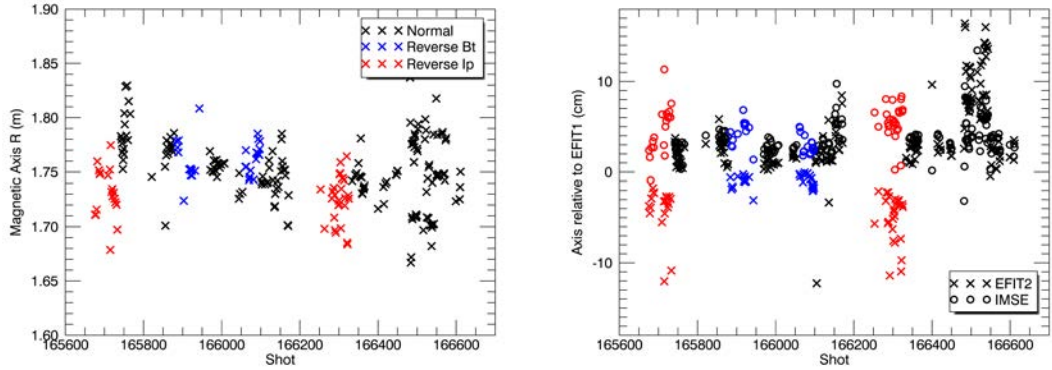 1.90
1.85
1.80
1.75
1.70
1.65
1.60
Magnetic Axis R (m)
Normal
Reverse Bt
Reverse Ip
165600 165800 166000 166200 166400 166600
Shot
10
0
-10
Axis relative to EFIT1 (cm)
EFIT2
IMSE
165600 165800 166000 166200 166400 166600
Shot